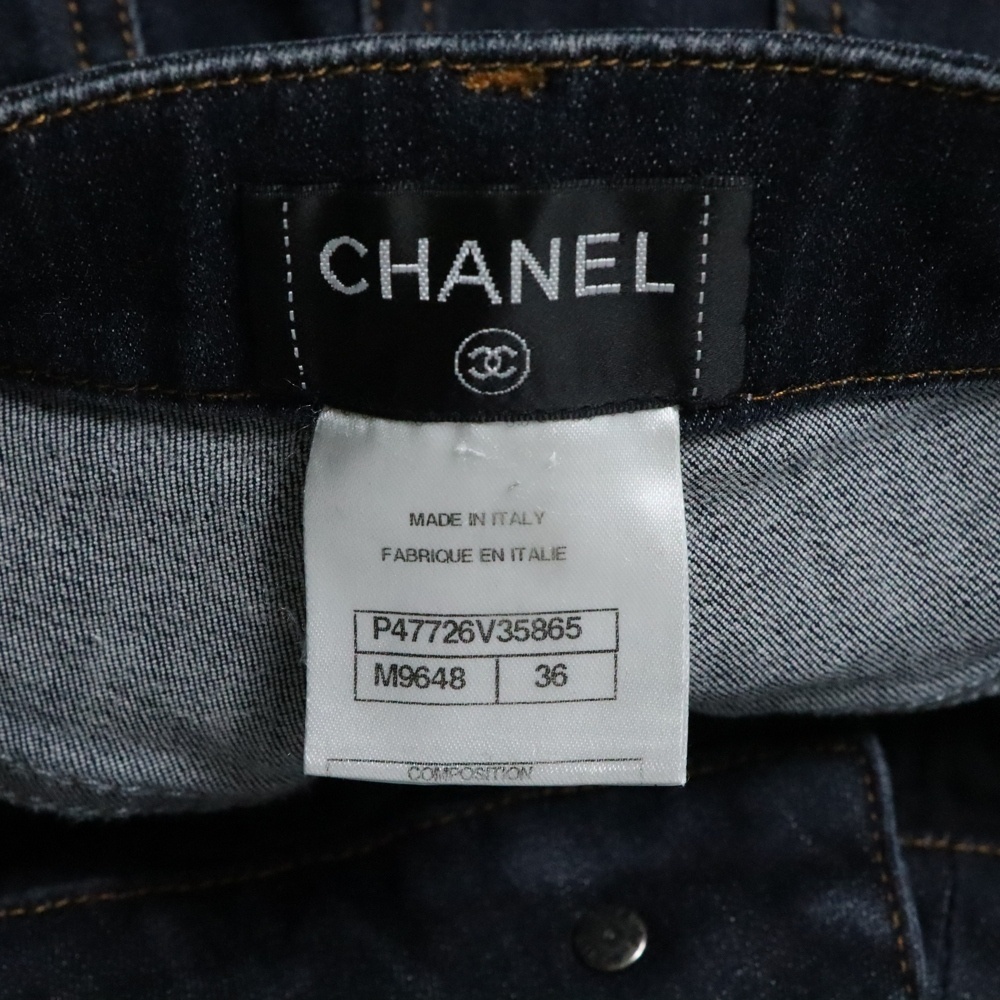 CHANEL
MADE IN ITALY
FABRIQUE EN ITALIE
P47726V35865
M9648 36
COMPOSITION